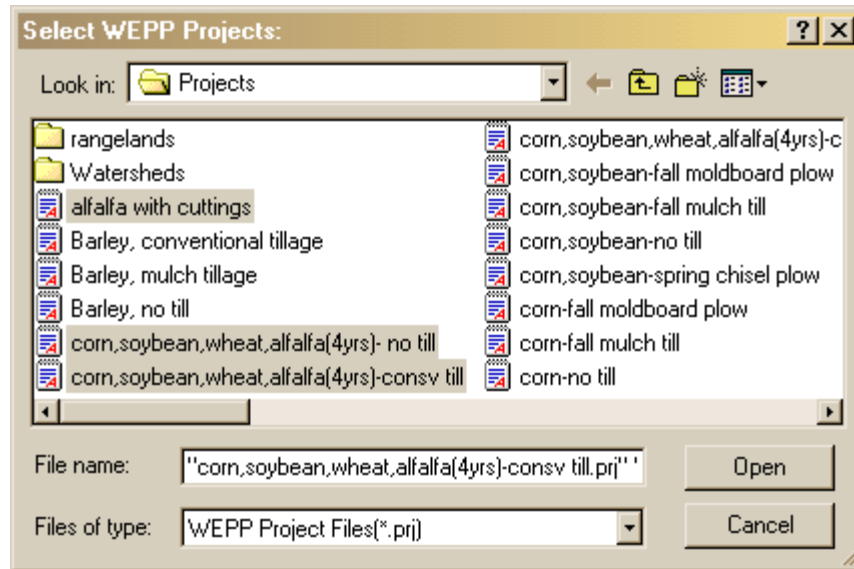 Select WEPP Projects:
Look in: Projects
rangelands
Watersheds
alfalfa with cuttings
Barley, conventional tillage
Barley, mulch tillage
Barley, no till
corn,soybean,wheat,alfalfa(4yrs)- no till
corn,soybean,wheat,alfalfa(4yrs)-consv till
corn,soybean,wheat,alfalfa(4yrs)-c
corn,soybean-fall moldboard plow
corn,soybean-fall mulch till
corn,soybean-no till
corn,soybean-spring chisel plow
corn-fall moldboard plow
corn-fall mulch till
corn-no till
File name: "corn,soybean,wheat,alfalfa(4yrs)-consv till.prj" '
Open
Files of type: WEPP Project Files(*.prj)
Cancel